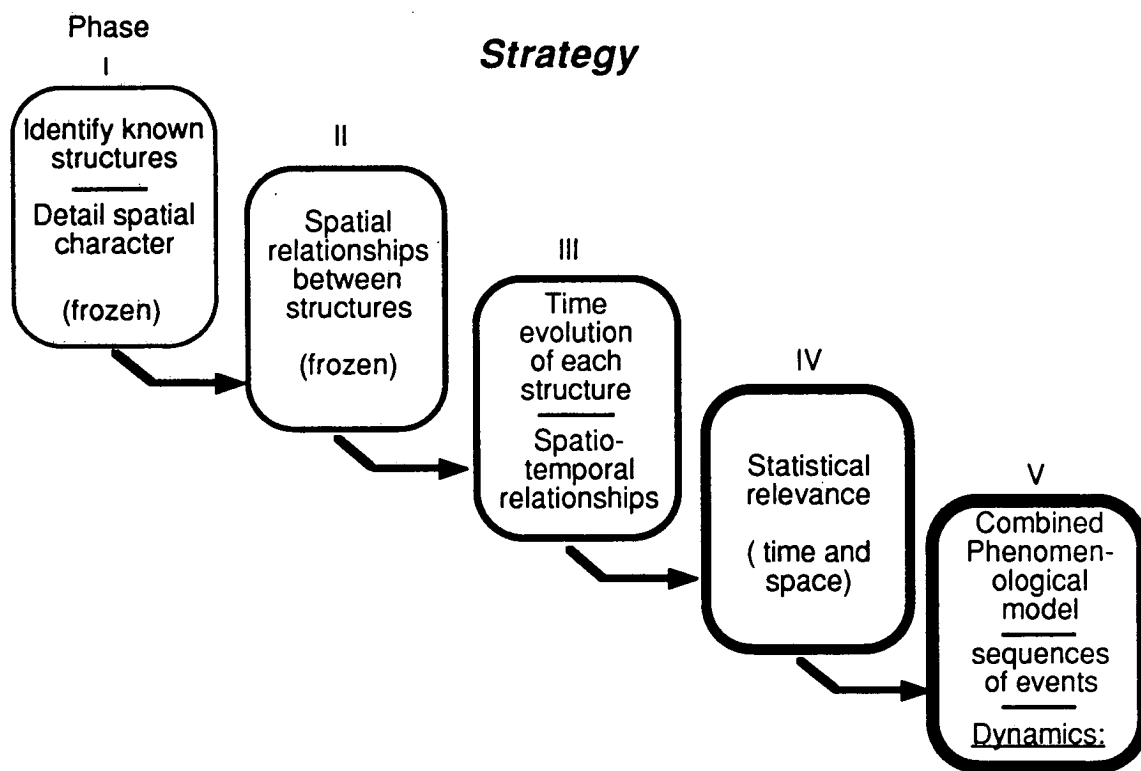 Phase
Strategy
I
Identify known
structures
Detail spatial
character
(frozen)
II
Spatial
relationships
between
structures
(frozen)
III
Time
evolution
of each
structure
Spatio-
temporal
relationships
IV
Statistical
relevance
( time and
space)
V
Combined
Phenomen-
ological
model
sequences
of events
Dynamics: